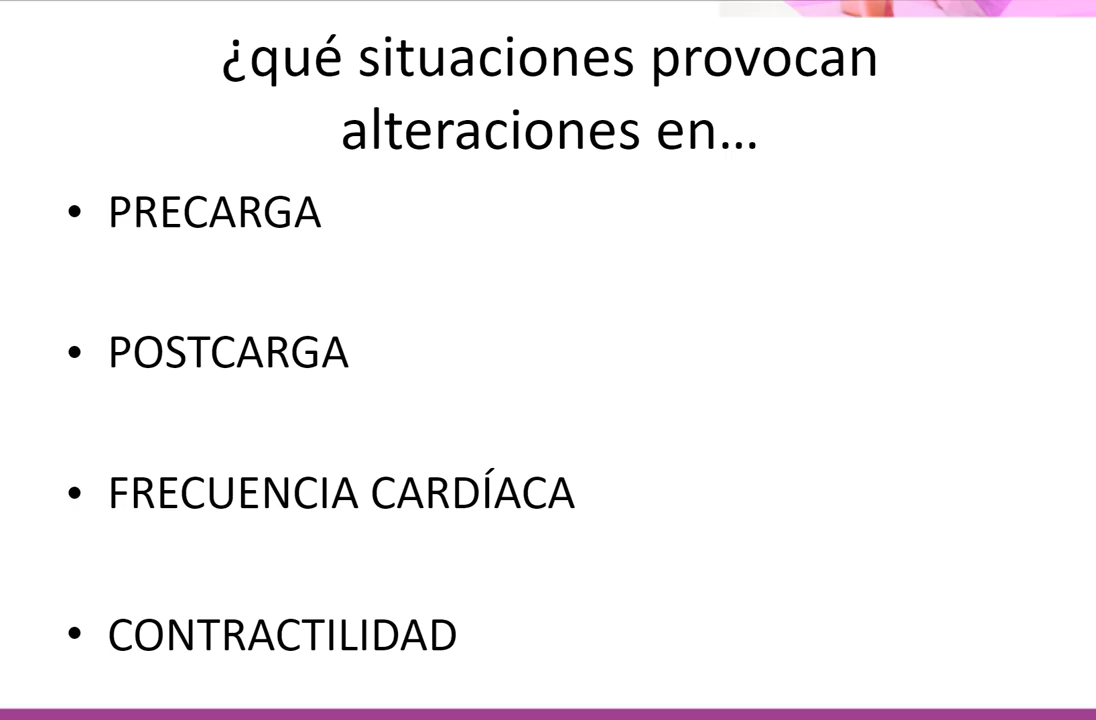 ¿qué situaciones provocan
alteraciones en…
• PRECARGA
• POSTCARGA
• FRECUENCIA CARDÍACA
• CONTRACTILIDAD